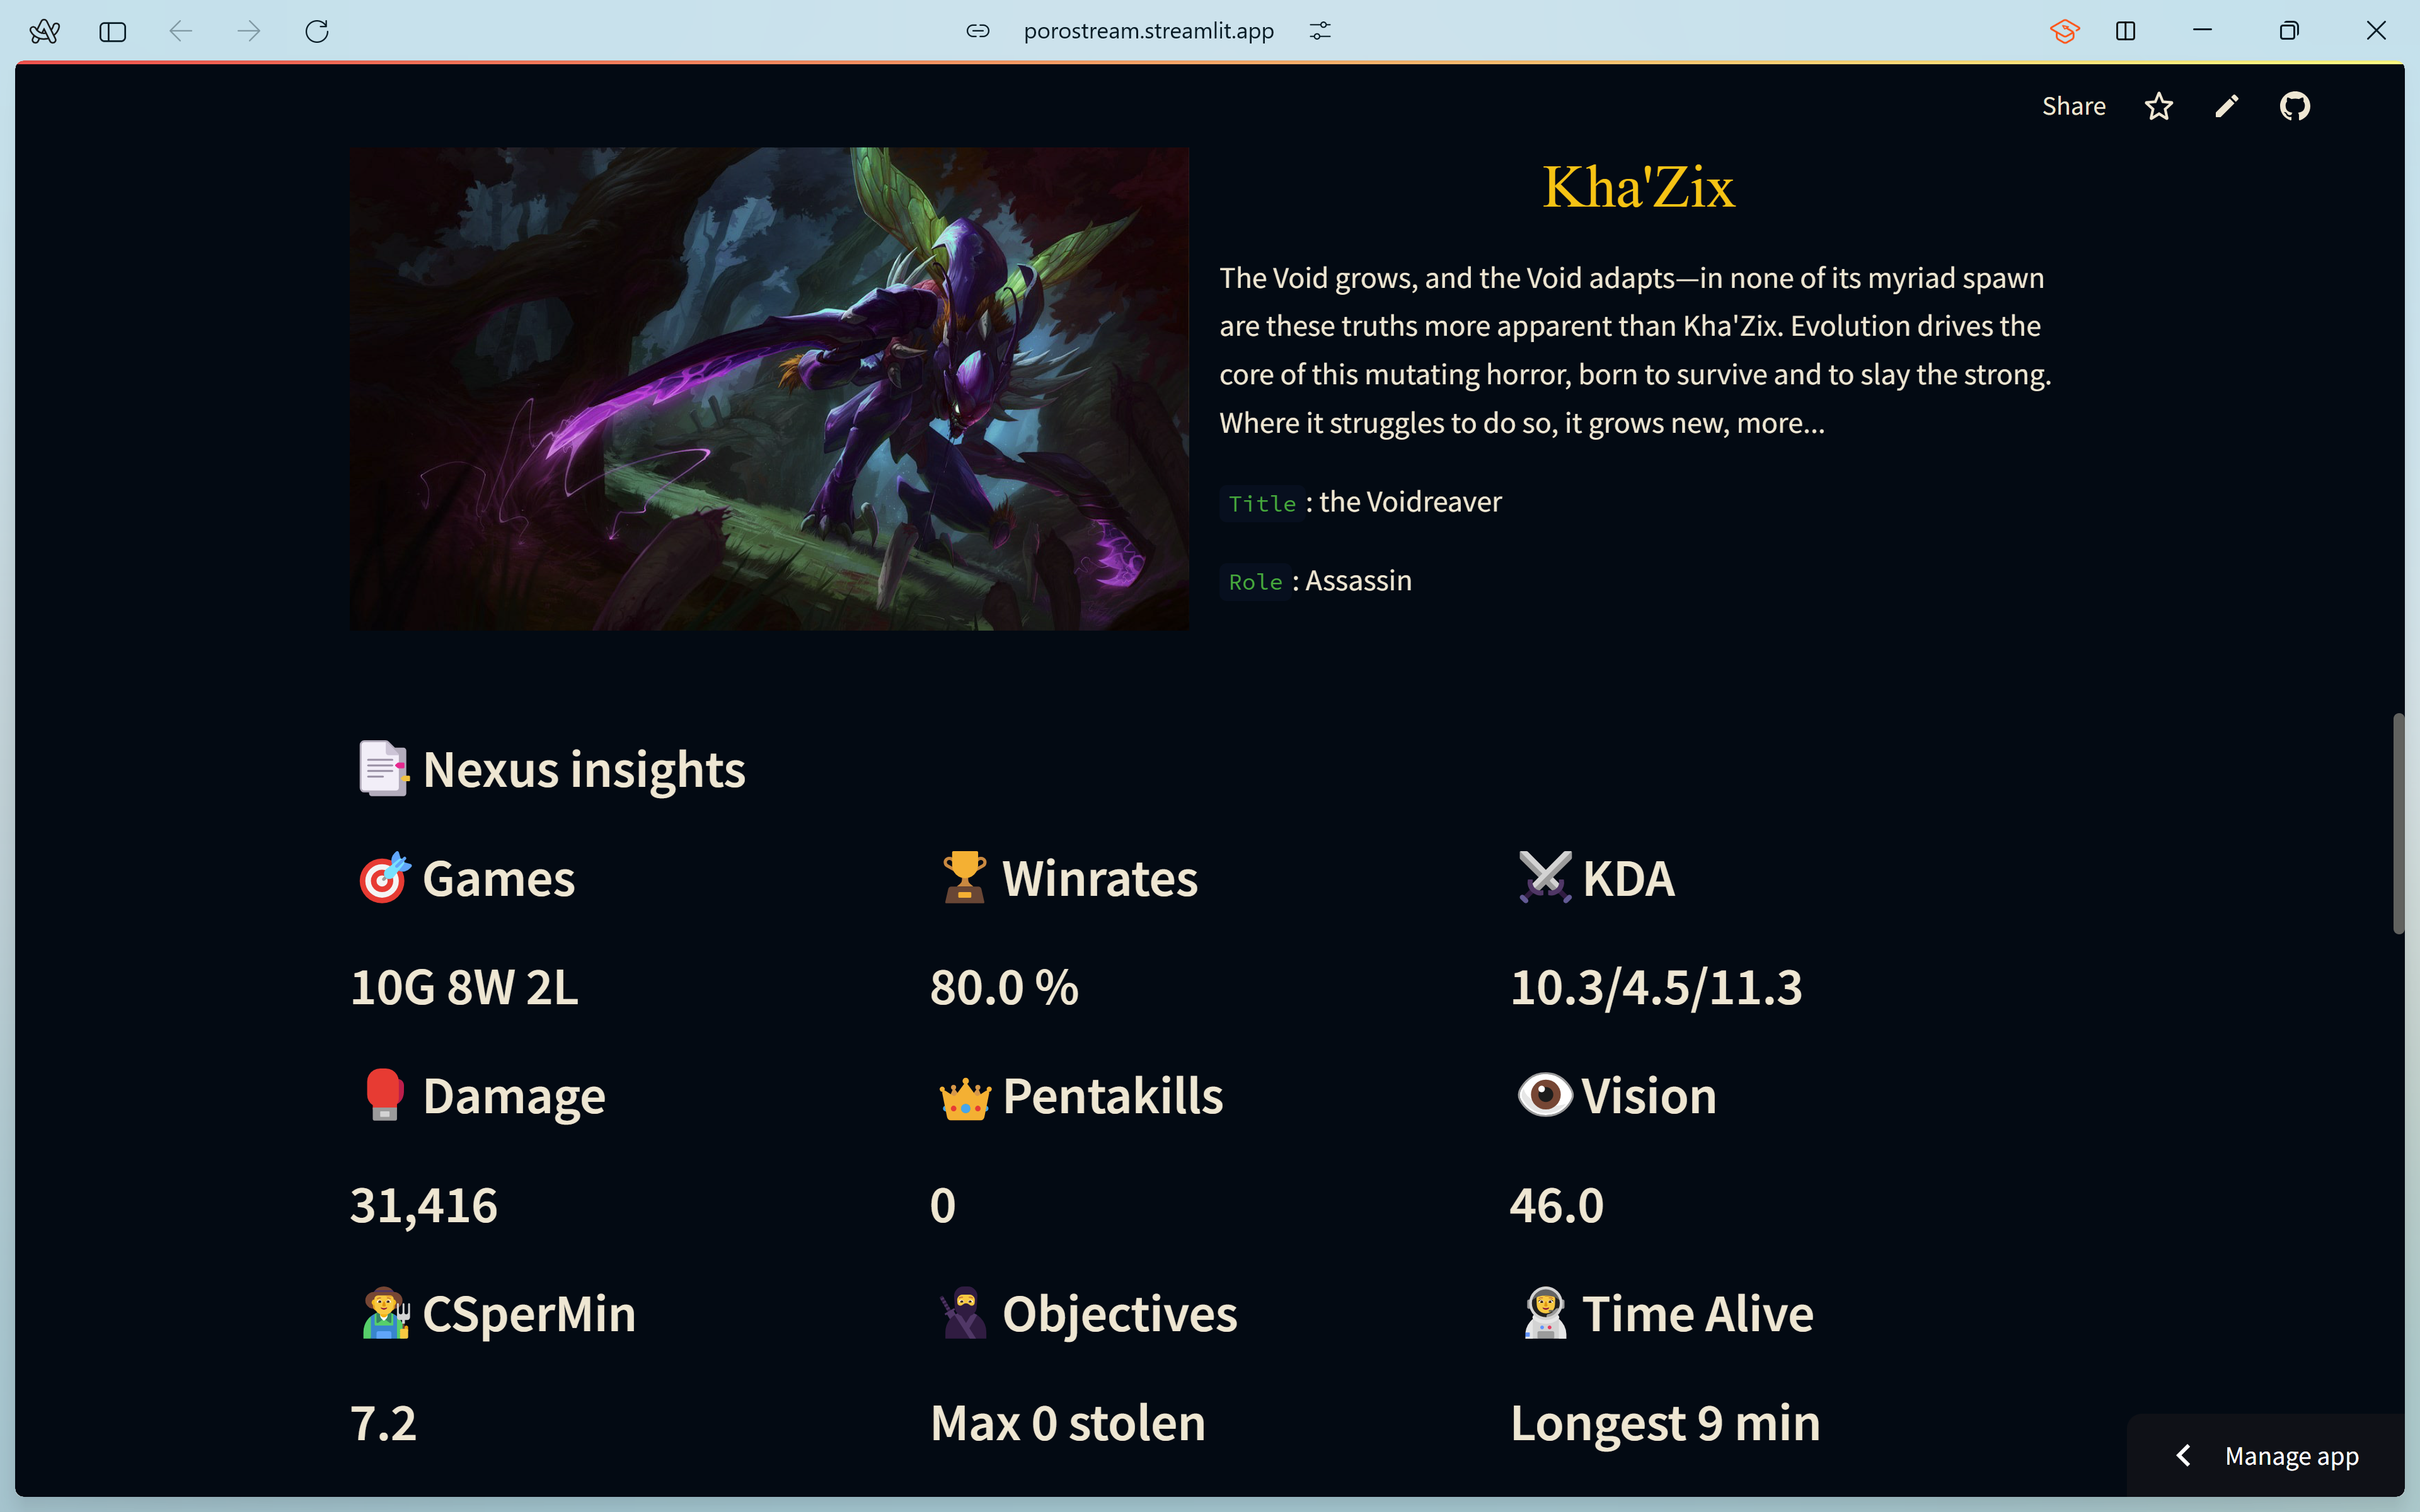 porostream.streamlit.app
Share
Kha'Zix
The Void grows, and the Void adapts—in none of its myriad spawn
are these truths more apparent than Kha'Zix. Evolution drives the
core of this mutating horror, born to survive and to slay the strong.
Where it struggles to do so, it grows new, more...
Title : the Voidreaver
Role : Assassin
Nexus insights
Games
Winrates
KDA
10G 8W 2L
80.0 %
10.3/4.5/11.3
Damage
Pentakills
Vision
31,416
0
46.0
CSperMin
Objectives
Time Alive
7.2
Max 0 stolen
Longest 9 min
Manage app